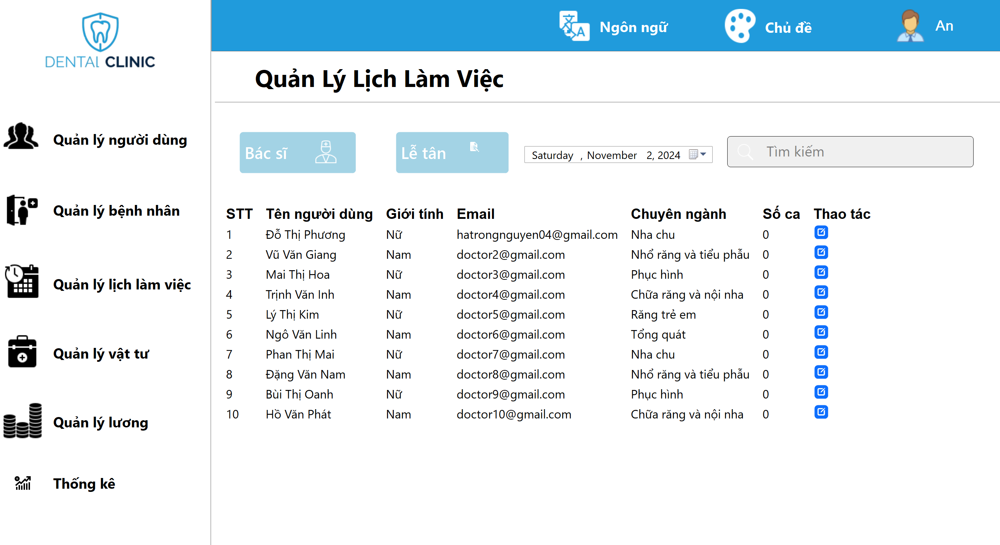 DENTAL CLINIC
Ngôn ngữ
Chủ đề
An
Quản Lý Lịch Làm Việc
Quản lý người dùng
Quản lý bệnh nhân
Quản lý lịch làm việc
Quản lý vật tư
Quản lý lương
Thống kê
Bác sĩ
Lễ tân
Saturday , November 2, 2024
Tìm kiếm
STT Tên người dùng Giới tính Email Chuyên ngành Số ca Thao tác
1 Đỗ Thị Phương Nữ hatrongnguyen04@gmail.com Nha chu 0
2 Vũ Văn Giang Nam doctor2@gmail.com Nhổ răng và tiểu phẫu 0
3 Mai Thị Hoa Nữ doctor3@gmail.com Phục hình 0
4 Trịnh Văn Inh Nam doctor4@gmail.com Chữa răng và nội nha 0
5 Lý Thị Kim Nữ doctor5@gmail.com Răng trẻ em 0
6 Ngô Văn Linh Nam doctor6@gmail.com Tổng quát 0
7 Phan Thị Mai Nữ doctor7@gmail.com Nha chu 0
8 Đặng Văn Nam Nam doctor8@gmail.com Nhổ răng và tiểu phẫu 0
9 Bùi Thị Oanh Nữ doctor9@gmail.com Phục hình 0
10 Hồ Văn Phát Nam doctor10@gmail.com Chữa răng và nội nha 0